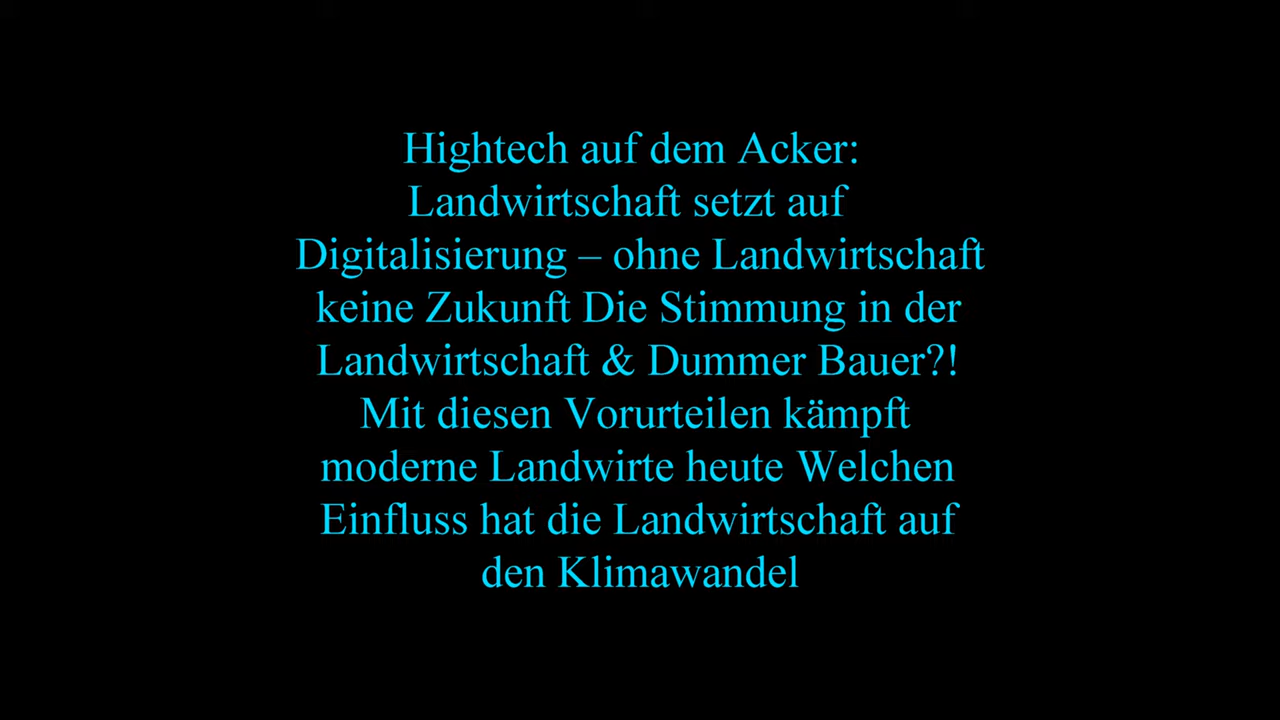 Hightech auf dem Acker:
Landwirtschaft setzt auf
Digitalisierung – ohne Landwirtschaft
keine Zukunft Die Stimmung in der
Landwirtschaft & Dummer Bauer?!
Mit diesen Vorurteilen kämpft
moderne Landwirte heute Welchen
Einfluss hat die Landwirtschaft auf
den Klimawandel